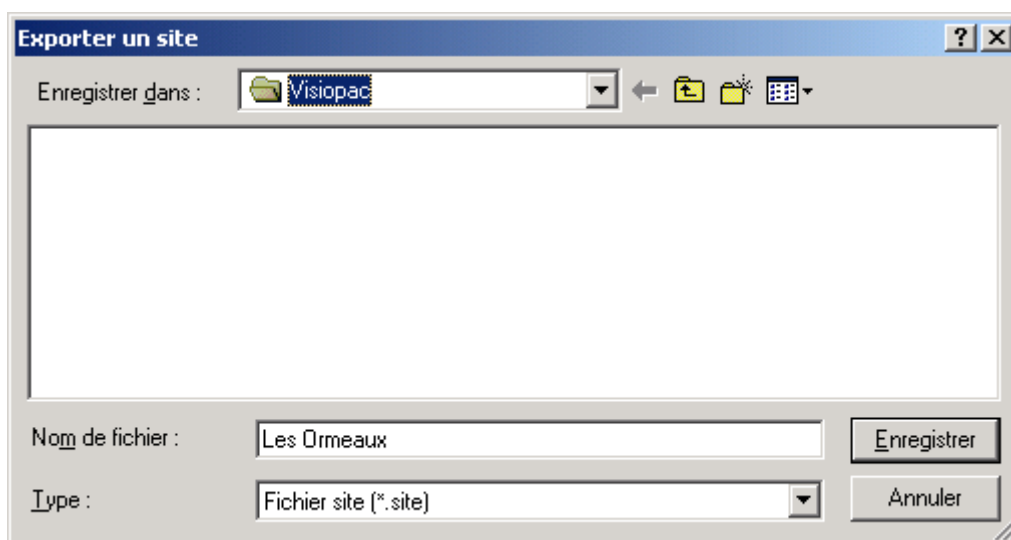 Exporter un site
Enregistrer dans :
Visiopac
Nom de fichier :
Les Ormeaux
Enregistrer
Type :
Fichier site (*.site)
Annuler